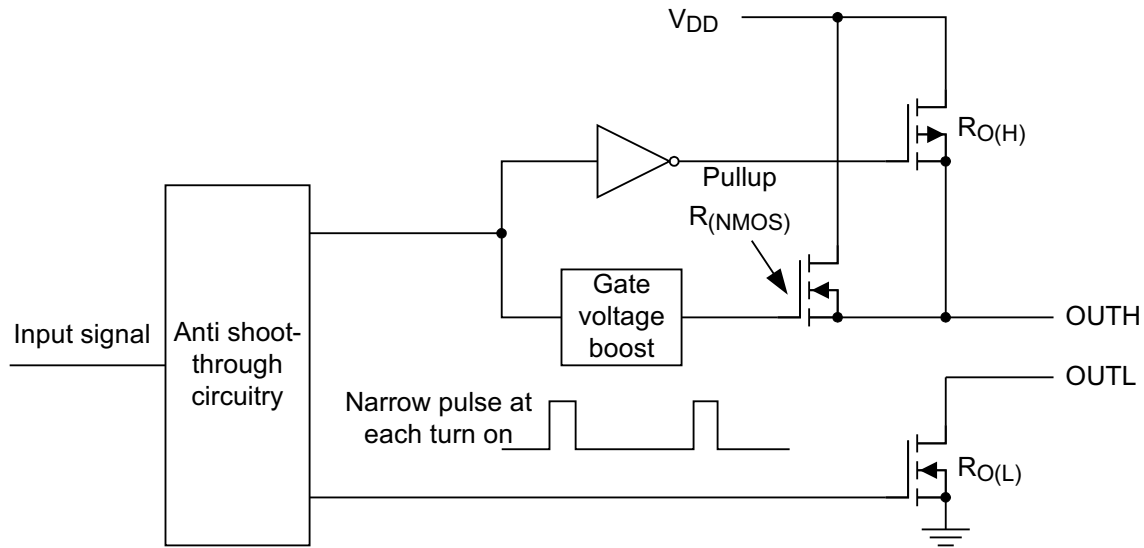 VDD
RO(H)
Pullup
R(NMOS)
Gate
voltage
boost
Input signal
Anti shoot-
through
circuitry
OUTH
OUTL
Narrow pulse at
each turn on
RO(L)